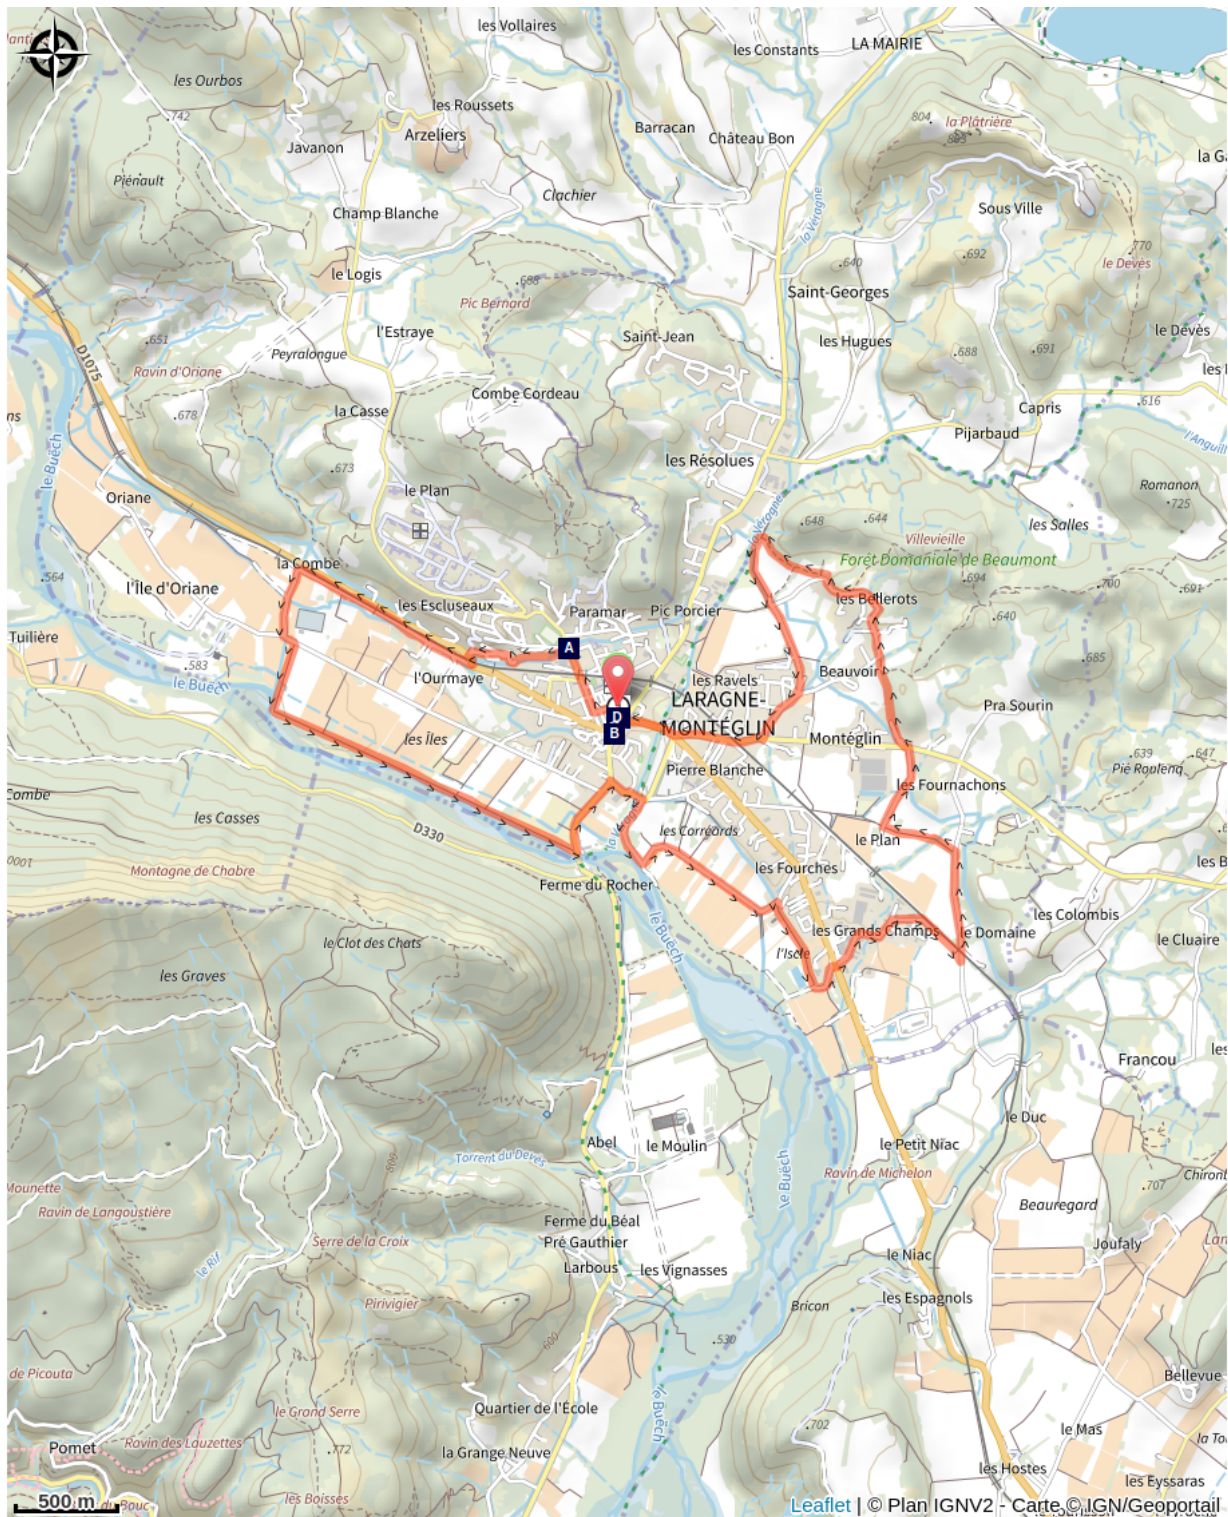 les Vollaires
les Constants
LA MAIRIE
les Ourbos
les Roussets
804
la Plâtrière
742
Barracan
Arzeliers
Château Bon
Javanon
Piénault
Clachier
la Véragne
Sous Ville
Champ Blanche
770
692
le Logis
640
le Devès
688
Saint-Georges
Pic Bernard
l'Estraye
Saint-Jean
les Hugues
le Devès
651
D1075
Peyralongue
688
691
Ravin d'Oriane
Combe Cordeau
616
678
la Casse
Capris
Pijarbaud
le Buëch
673
les Résolues
le Plan
Romanon
725
Oriane
648
644
les Salles
Villevieille
Forêt Domaniale de Beaumont
la Combe
564
694
700
691
l'Île d'Oriane
les Escluseaux
Paramar
Pic Porcier
les Bellerots
640
Tuilière
A
583
685
l'Ourmaye
les Ravels
Beauvoir
le Buëch
LARAGNE-
MONTÉGLIN
Pra Sourin
D
B
les Îles
Montéglin
639
647
Pierre Blanche
Pié Roulenq
les Fournachons
Combe
les Casses
D330
la Véragne
les Corréards
le Plan
1000
Montagne de Chabre
les Fourches
Ferme du Rocher
les Colombis
le Buëch
le Clot des Chats
les Grands Champs
le Domaine
le Cluaire
l'Iscle
les Graves
Francou
le Duc
Abel
le Moulin
le Petit Niac
Torrent du Devès
800
Le Buëch
Ravin de Michelon
707
Mounette
Beauregard
Ravin de Langoustière
Ferme du Béal
Pré Gauthier
Serre de la Croix
Joufaly
le Rif
Larbous
les Vignasses
le Niac
Pirivigier
Bricon
les Espagnols
600
530
de Picouta
Bellevue
le Buëch
le Grand Serre
Quartier de l'École
702
le Mas
Pomet
Ravin des Lauzettes
772
la Grange Neuve
les Hostes
les Eyssaras
les Boisses
500 m
Leaflet | © Plan IGNV2 - Carte © IGN/Geoportail